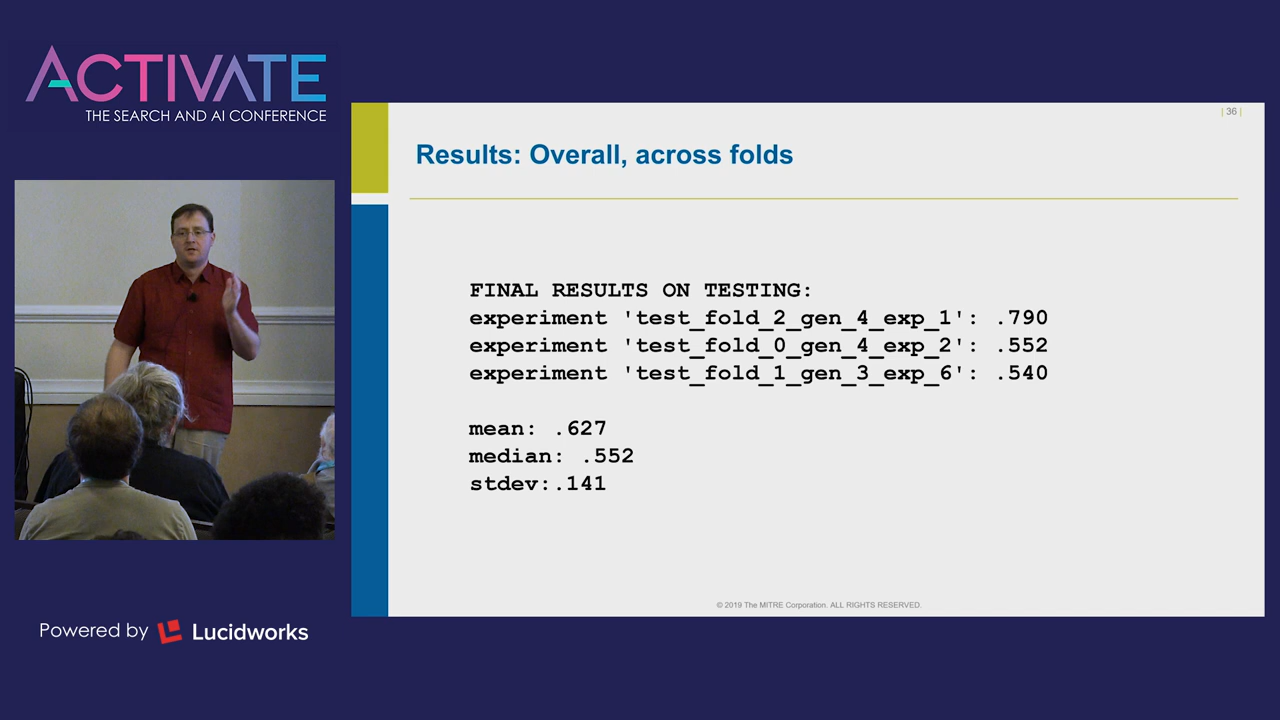 ACTIVATE
THE SEARCH AND AI CONFERENCE
| 36 |
Results: Overall, across folds
FINAL RESULTS ON TESTING:
experiment 'test_fold_2_gen_4_exp_1': .790
experiment 'test_fold_0_gen_4_exp_2': .552
experiment 'test_fold_1_gen_3_exp_6': .540
mean: .627
median: .552
stdev:.141
© 2019 The MITRE Corporation. ALL RIGHTS RESERVED.
Powered by Lucidworks